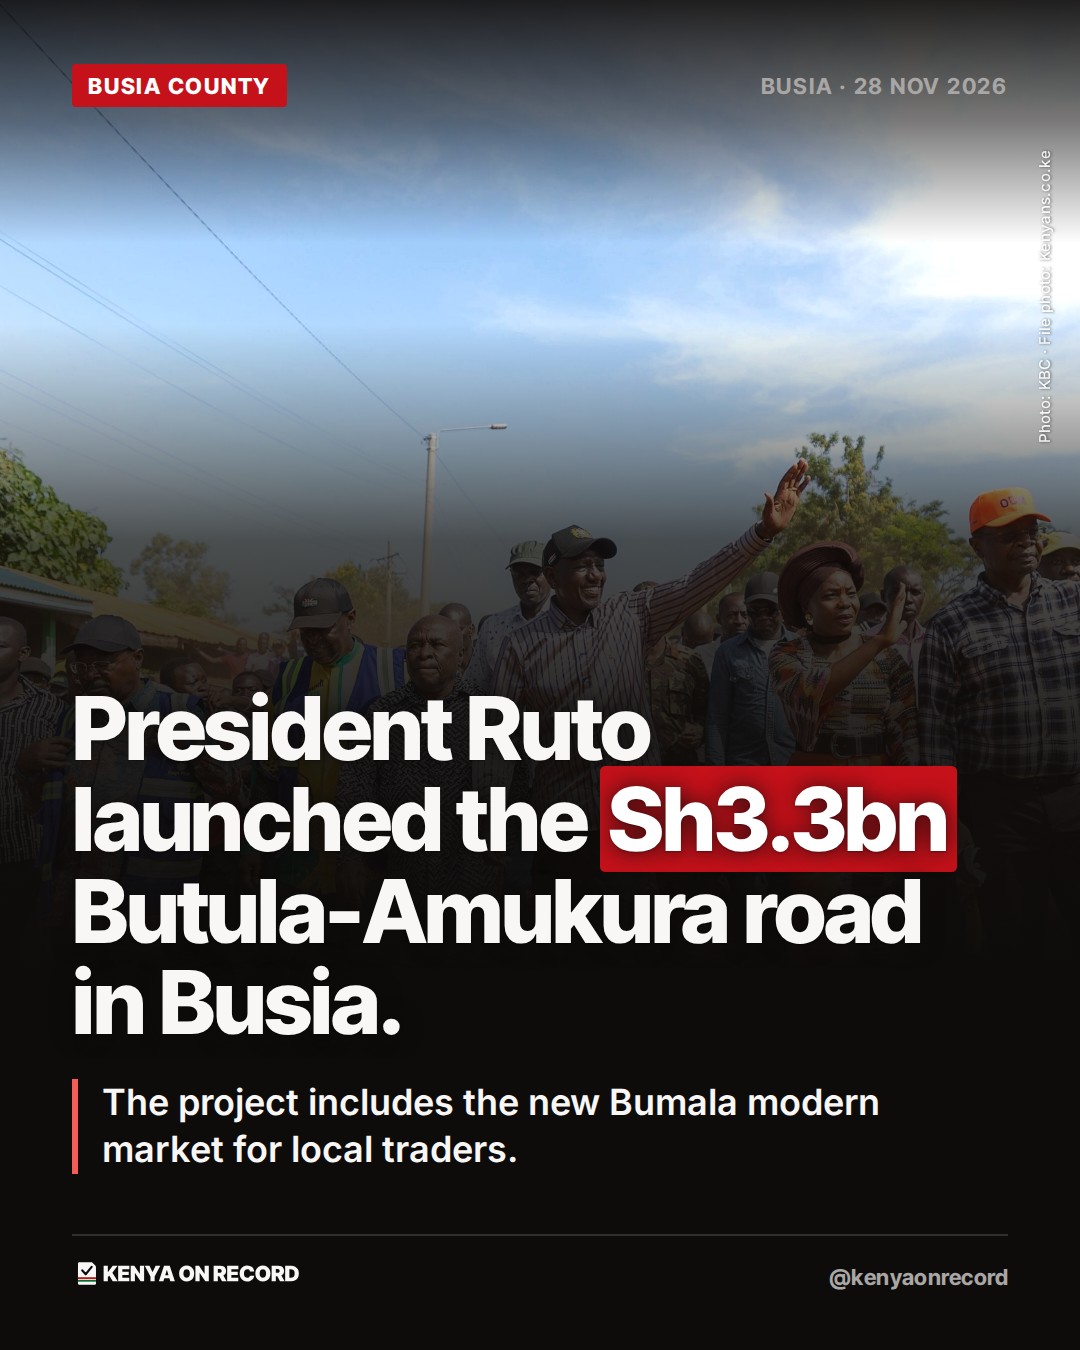 BUSIA COUNTY
BUSIA · 28 NOV 2026
Photo: KBC · File photo: Kenyans.co.ke
President Ruto
launched the Sh3.3bn
Butula-Amukura road
in Busia.
The project includes the new Bumala modern
market for local traders.
KENYA ON RECORD
@kenyaonrecord